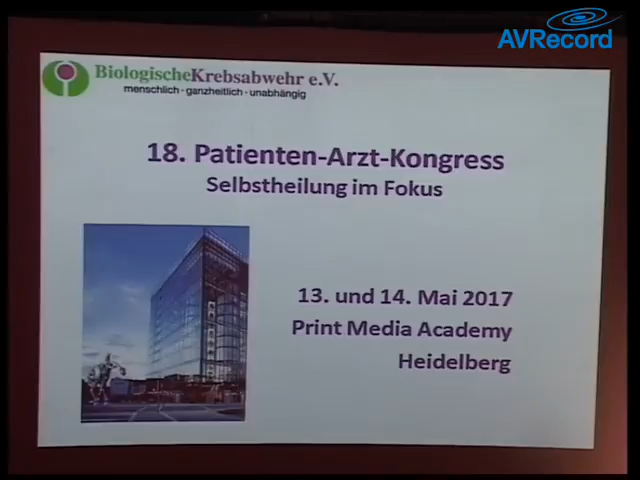 AVRecord
BiologischeKrebsabwehr e.V.
menschlich · ganzheitlich · unabhängig
18. Patienten-Arzt-Kongress
Selbstheilung im Fokus
13. und 14. Mai 2017
Print Media Academy
Heidelberg